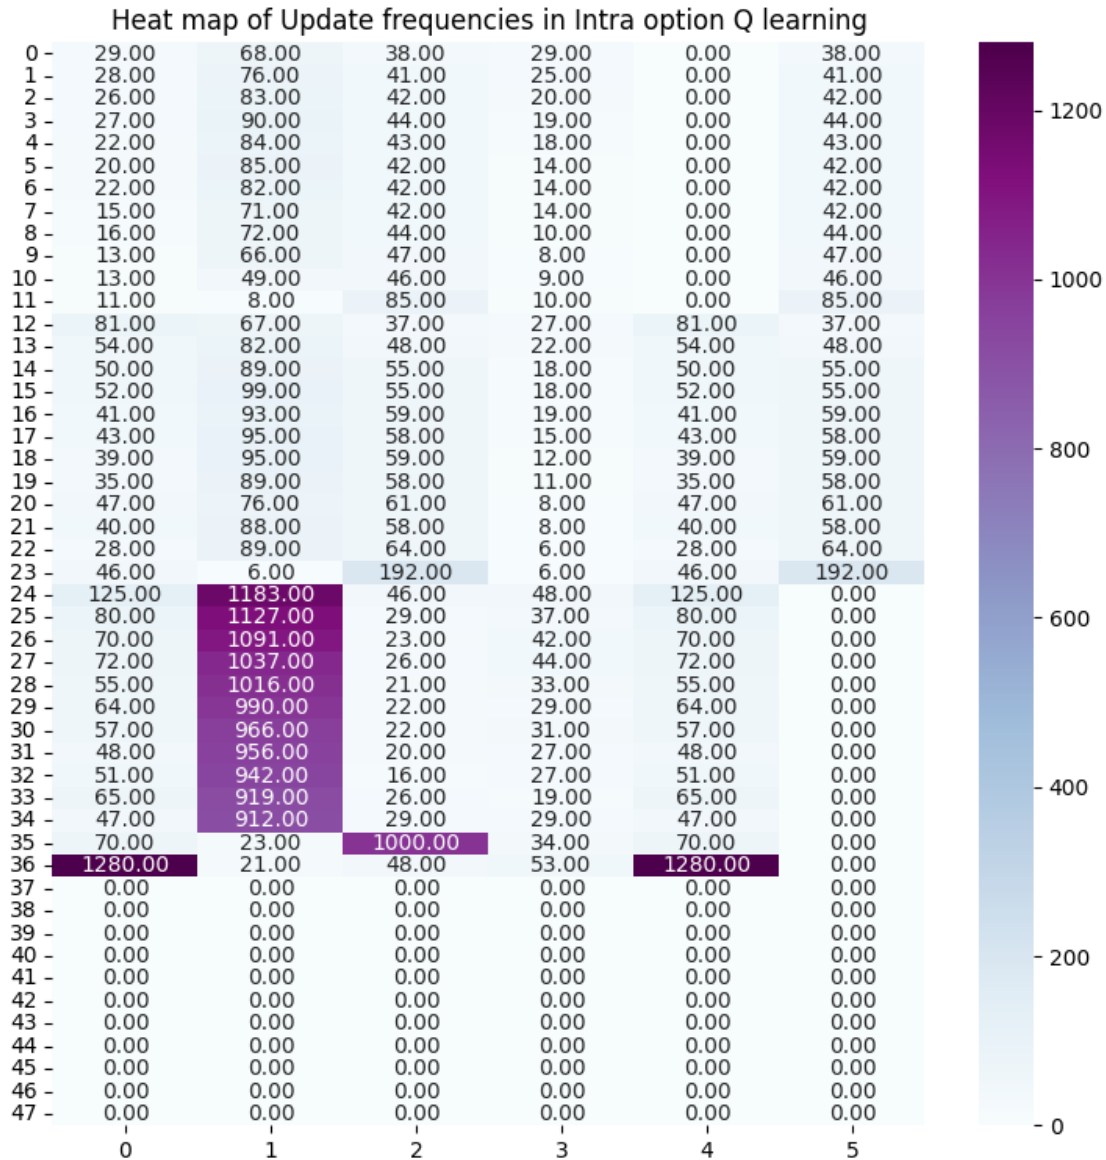 Heat map of Update frequencies in Intra option Q learning
0 29.00 68.00 38.00 29.00 0.00 38.00
1 28.00 76.00 41.00 25.00 0.00 41.00
2 26.00 83.00 42.00 20.00 0.00 42.00
3 27.00 90.00 44.00 19.00 0.00 44.00
4 22.00 84.00 43.00 18.00 0.00 43.00
5 20.00 85.00 42.00 14.00 0.00 42.00
6 22.00 82.00 42.00 14.00 0.00 42.00
7 15.00 71.00 42.00 14.00 0.00 42.00
8 16.00 72.00 44.00 10.00 0.00 44.00
9 13.00 66.00 47.00 8.00 0.00 47.00
10 13.00 49.00 46.00 9.00 0.00 46.00
11 11.00 8.00 85.00 10.00 0.00 85.00
12 81.00 67.00 37.00 27.00 81.00 37.00
13 54.00 82.00 48.00 22.00 54.00 48.00
14 50.00 89.00 55.00 18.00 50.00 55.00
15 52.00 99.00 55.00 18.00 52.00 55.00
16 41.00 93.00 59.00 19.00 41.00 59.00
17 43.00 95.00 58.00 15.00 43.00 58.00
18 39.00 95.00 59.00 12.00 39.00 59.00
19 35.00 89.00 58.00 11.00 35.00 58.00
20 47.00 76.00 61.00 8.00 47.00 61.00
21 40.00 88.00 58.00 8.00 40.00 58.00
22 28.00 89.00 64.00 6.00 28.00 64.00
23 46.00 6.00 192.00 6.00 46.00 192.00
24 125.00 1183.00 46.00 48.00 125.00 0.00
25 80.00 1127.00 29.00 37.00 80.00 0.00
26 70.00 1091.00 23.00 42.00 70.00 0.00
27 72.00 1037.00 26.00 44.00 72.00 0.00
28 55.00 1016.00 21.00 33.00 55.00 0.00
29 64.00 990.00 22.00 29.00 64.00 0.00
30 57.00 966.00 22.00 31.00 57.00 0.00
31 48.00 956.00 20.00 27.00 48.00 0.00
32 51.00 942.00 16.00 27.00 51.00 0.00
33 65.00 919.00 26.00 19.00 65.00 0.00
34 47.00 912.00 29.00 29.00 47.00 0.00
35 70.00 23.00 1000.00 34.00 70.00 0.00
36 1280.00 21.00 48.00 53.00 1280.00 0.00
37 0.00 0.00 0.00 0.00 0.00 0.00
38 0.00 0.00 0.00 0.00 0.00 0.00
39 0.00 0.00 0.00 0.00 0.00 0.00
40 0.00 0.00 0.00 0.00 0.00 0.00
41 0.00 0.00 0.00 0.00 0.00 0.00
42 0.00 0.00 0.00 0.00 0.00 0.00
43 0.00 0.00 0.00 0.00 0.00 0.00
44 0.00 0.00 0.00 0.00 0.00 0.00
45 0.00 0.00 0.00 0.00 0.00 0.00
46 0.00 0.00 0.00 0.00 0.00 0.00
47 0.00 0.00 0.00 0.00 0.00 0.00
0 1 2 3 4 5
1200
1000
800
600
400
200
0